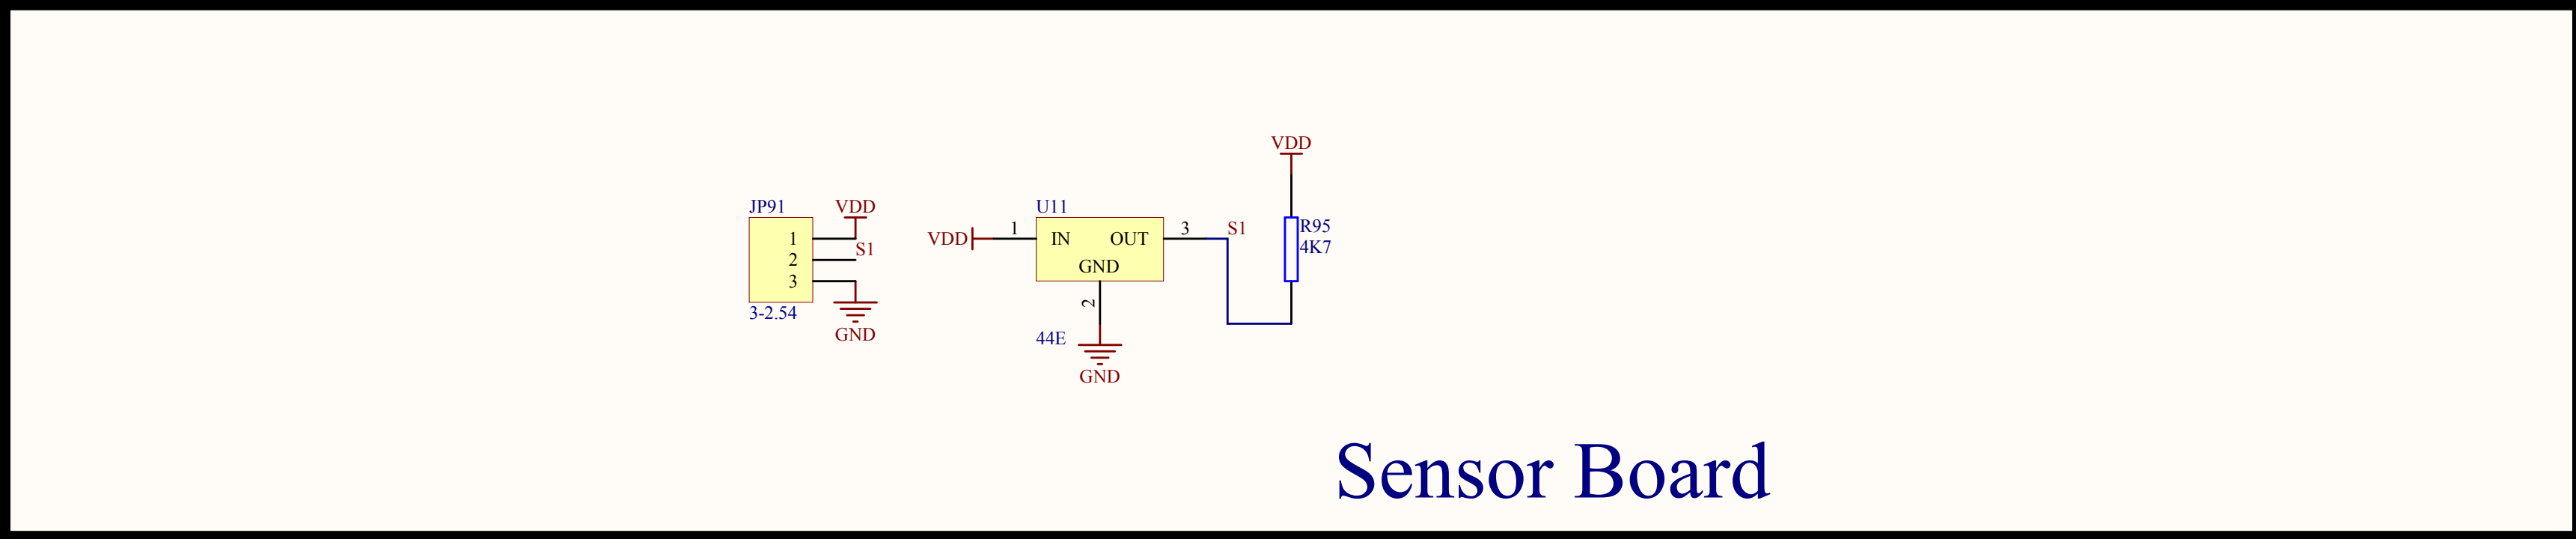 JP91
1
2
3
3-2.54
VDD
S1
GND
VDD
1
U11
IN
OUT
GND
3
S1
2
44E
GND
VDD
R95
4K7
Sensor Board